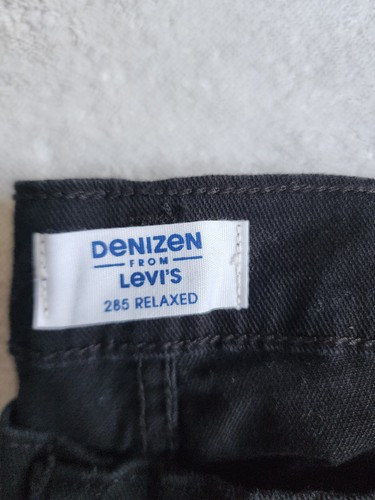 DENIZEN
FROM
LEVI'S
285 RELAXED